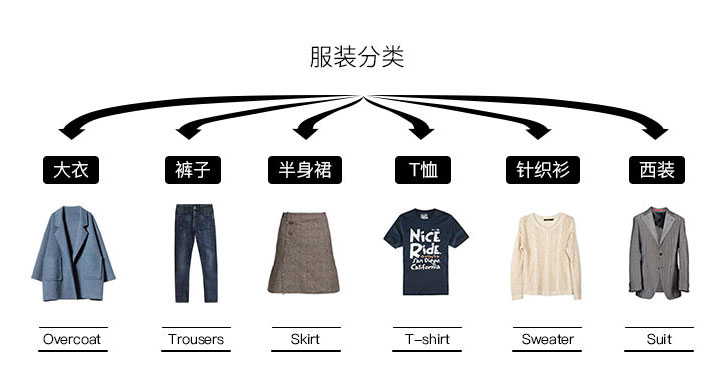 服装分类
大衣
裤子
半身裙
T恤
针织衫
西装
NICE
RIDE
San Diego
California
Overcoat
Trousers
Skirt
T-shirt
Sweater
Suit